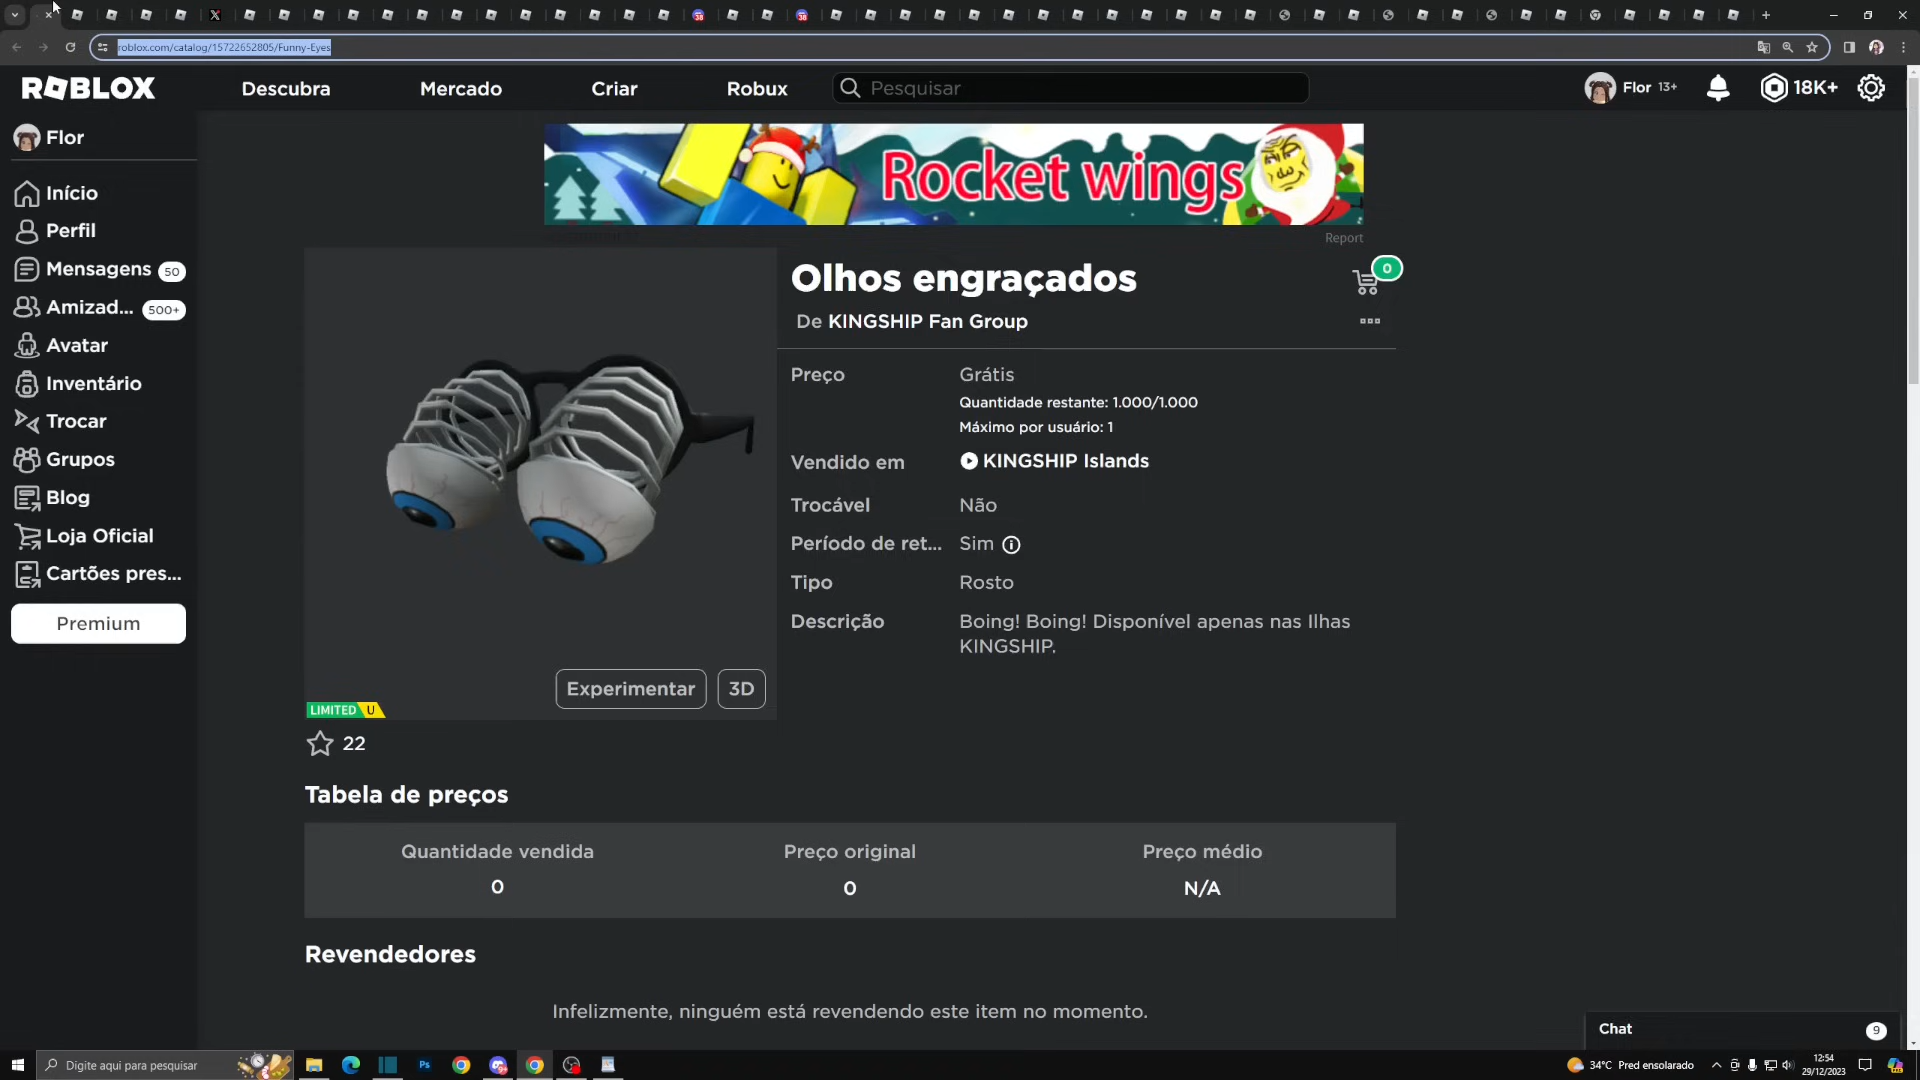 roblox.com/catalog/15722652805/Funny-Eyes
ROBLOX
Descubra
Mercado
Criar
Robux
Pesquisar
Flor 13+
18K+
Flor
Início
Perfil
Mensagens 50
Amizad... 500+
Avatar
Inventário
Trocar
Grupos
Blog
Loja Oficial
Cartões pres...
Premium
Rocket wings
Report
Olhos engraçados
0
De KINGSHIP Fan Group
Preço
Grátis
Quantidade restante: 1.000/1.000
Máximo por usuário: 1
Vendido em
KINGSHIP Islands
Trocável
Não
Período de ret...
Sim
Tipo
Rosto
Descrição
Boing! Boing! Disponível apenas nas Ilhas
KINGSHIP.
Experimentar
3D
LIMITED U
22
Tabela de preços
Quantidade vendida
Preço original
Preço médio
0
0
N/A
Revendedores
Infelizmente, ninguém está revendendo este item no momento.
Chat
9
Digite aqui para pesquisar
Ps
34°C Pred ensolarado
12:54
29/12/2023